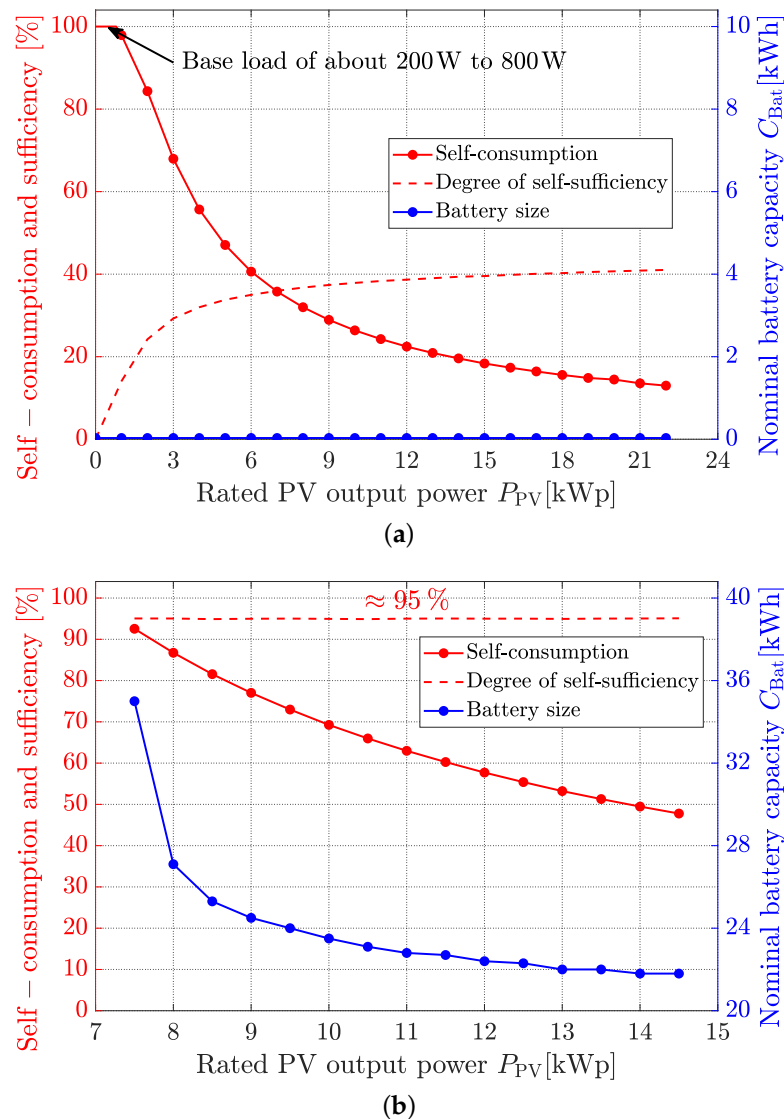 Self − consumption and sufficiency [%]
100
80
60
40
20
0
Base load of about 200 W to 800 W
Self-consumption
Degree of self-sufficiency
Battery size
10
8
6
4
2
0
Nominal battery capacity C_Bat [kWh]
0 3 6 9 12 15 18 21 24
Rated PV output power P_PV [kWp]
(a)
Self − consumption and sufficiency [%]
100
90
80
70
60
50
40
30
20
10
0
≈ 95 %
Self-consumption
Degree of self-sufficiency
Battery size
40
36
32
28
24
20
Nominal battery capacity C_Bat [kWh]
7 8 9 10 11 12 13 14 15
Rated PV output power P_PV [kWp]
(b)